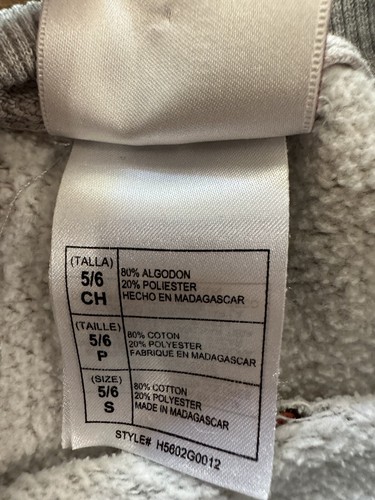 (TALLA)
5/6
CH
80% ALGODON
20% POLIESTER
HECHO EN MADAGASCAR
(TAILLE)
5/6
P
80% COTON
20% POLYESTER
FABRIQUÉ EN MADAGASCAR
(SIZE)
5/6
S
80% COTTON
20% POLYESTER
MADE IN MADAGASCAR
STYLE# H5602G0012